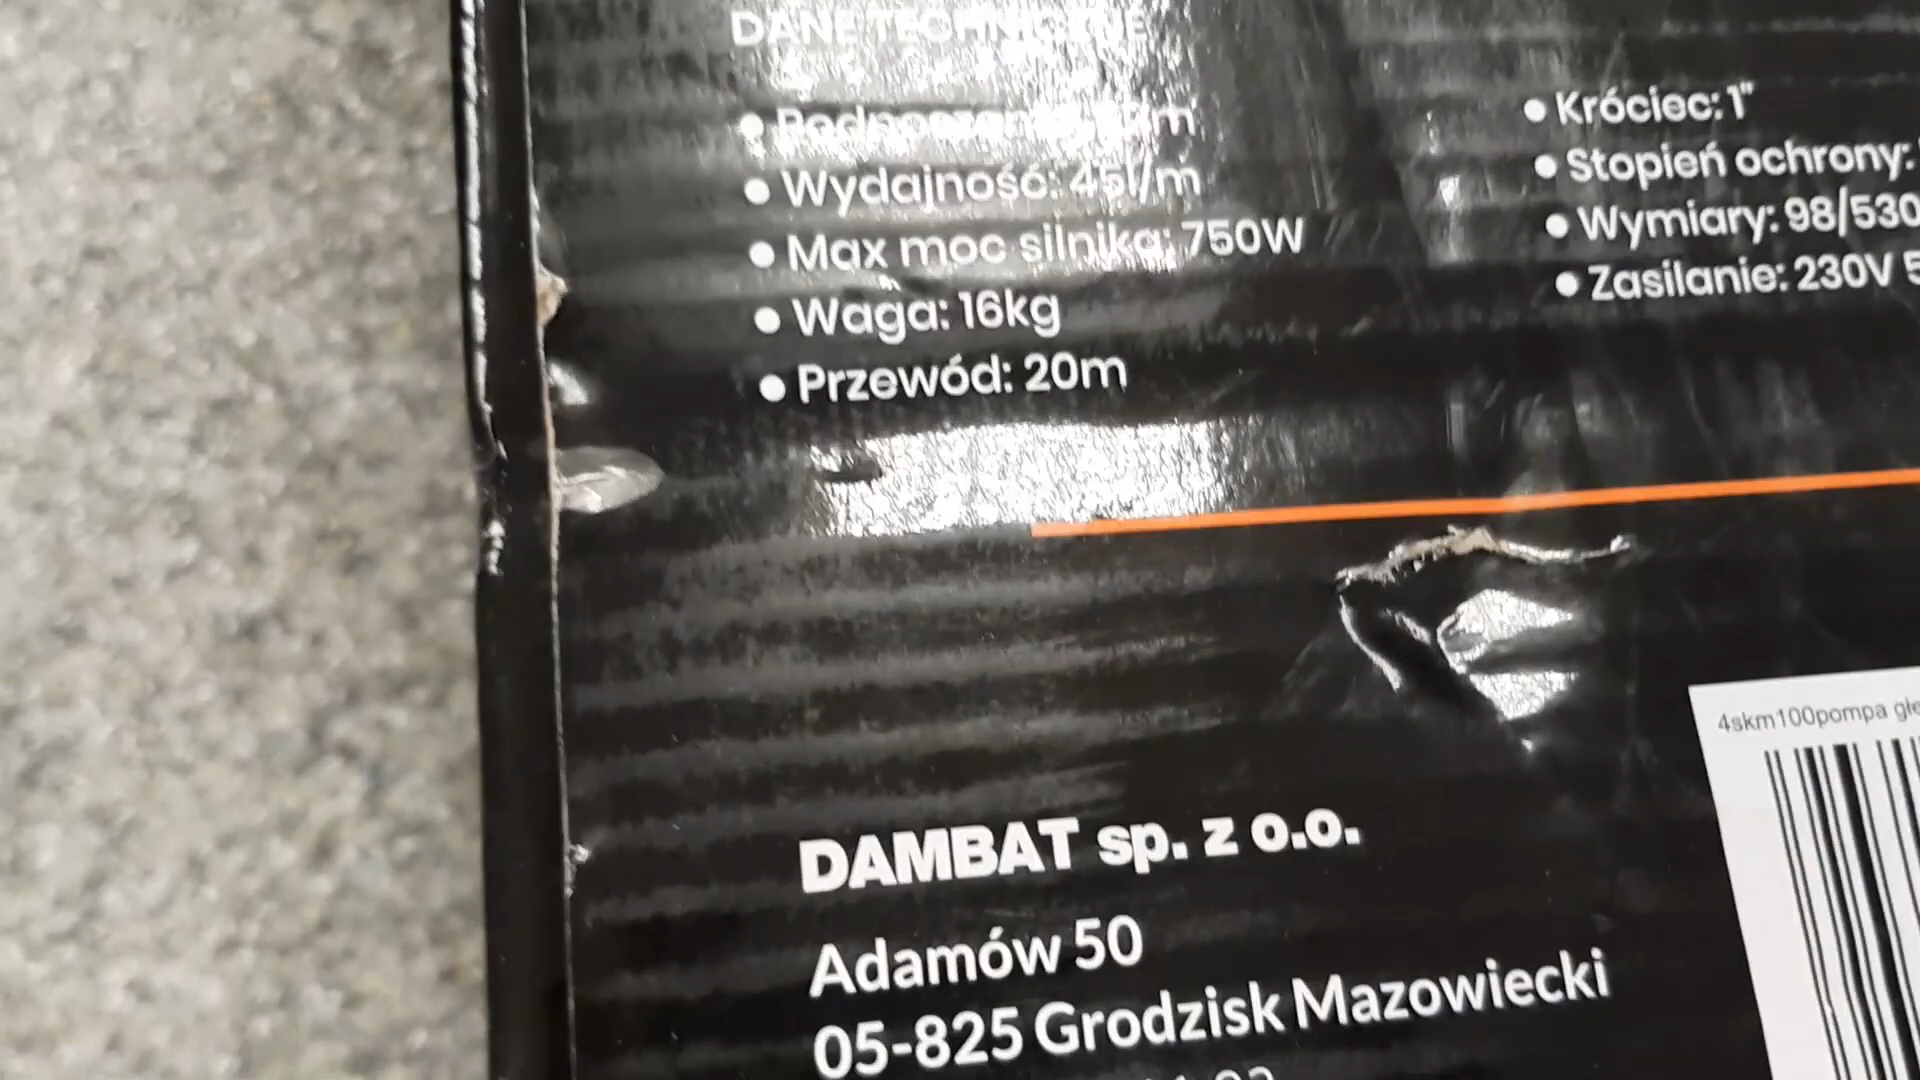 DANE TECHNICZNE
• Wydajność: 45l/m
• Max moc silnika: 750W
• Waga: 16kg
• Przewód: 20m
• Króciec: 1"
• Stopień ochrony:
• Wymiary: 98/530
• Zasilanie: 230V 5
4skm100pompa głę
DAMBAT sp. z o.o.
Adamów 50
05-825 Grodzisk Mazowiecki